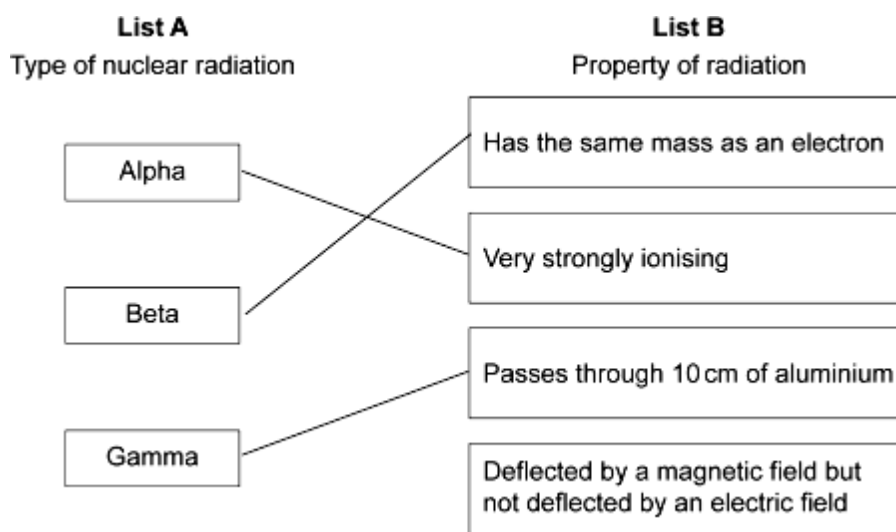 List A
Type of nuclear radiation
Alpha
Beta
Gamma
List B
Property of radiation
Has the same mass as an electron
Very strongly ionising
Passes through 10 cm of aluminium
Deflected by a magnetic field but
not deflected by an electric field